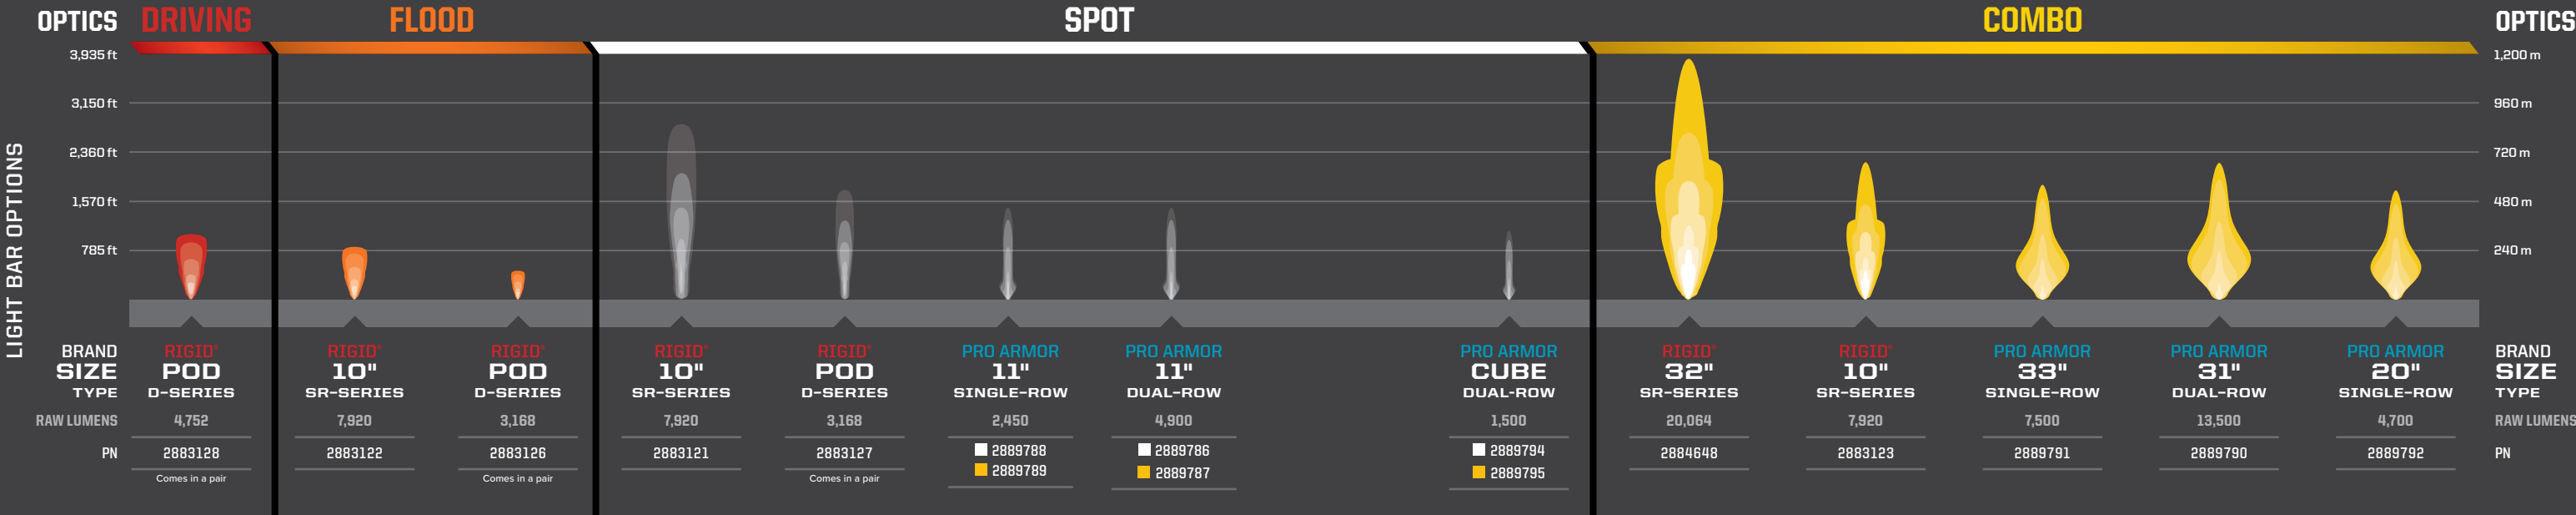 OPTICS DRIVING FLOOD SPOT COMBO OPTICS
3,935 ft 1,200 m
3,150 ft 960 m
2,360 ft 720 m
1,570 ft 480 m
785 ft 240 m
LIGHT BAR OPTIONS
BRAND RIGID® RIGID® RIGID® RIGID® RIGID® PRO ARMOR PRO ARMOR PRO ARMOR RIGID® RIGID® PRO ARMOR PRO ARMOR PRO ARMOR BRAND
SIZE POD 10" POD 10" POD 11" 11" CUBE 32" 10" 33" 31" 20" SIZE
TYPE D-SERIES SR-SERIES D-SERIES SR-SERIES D-SERIES SINGLE-ROW DUAL-ROW DUAL-ROW SR-SERIES SR-SERIES SINGLE-ROW DUAL-ROW SINGLE-ROW TYPE
RAW LUMENS 4,752 7,920 3,168 7,920 3,168 2,450 4,900 1,500 20,064 7,920 7,500 13,500 4,700 RAW LUMENS
PN 2883128 2883122 2883126 2883121 2883127 2889788 2889786 2889794 2884648 2883123 2889791 2889790 2889792 PN
2889789 2889787 2889795
Comes in a pair Comes in a pair Comes in a pair